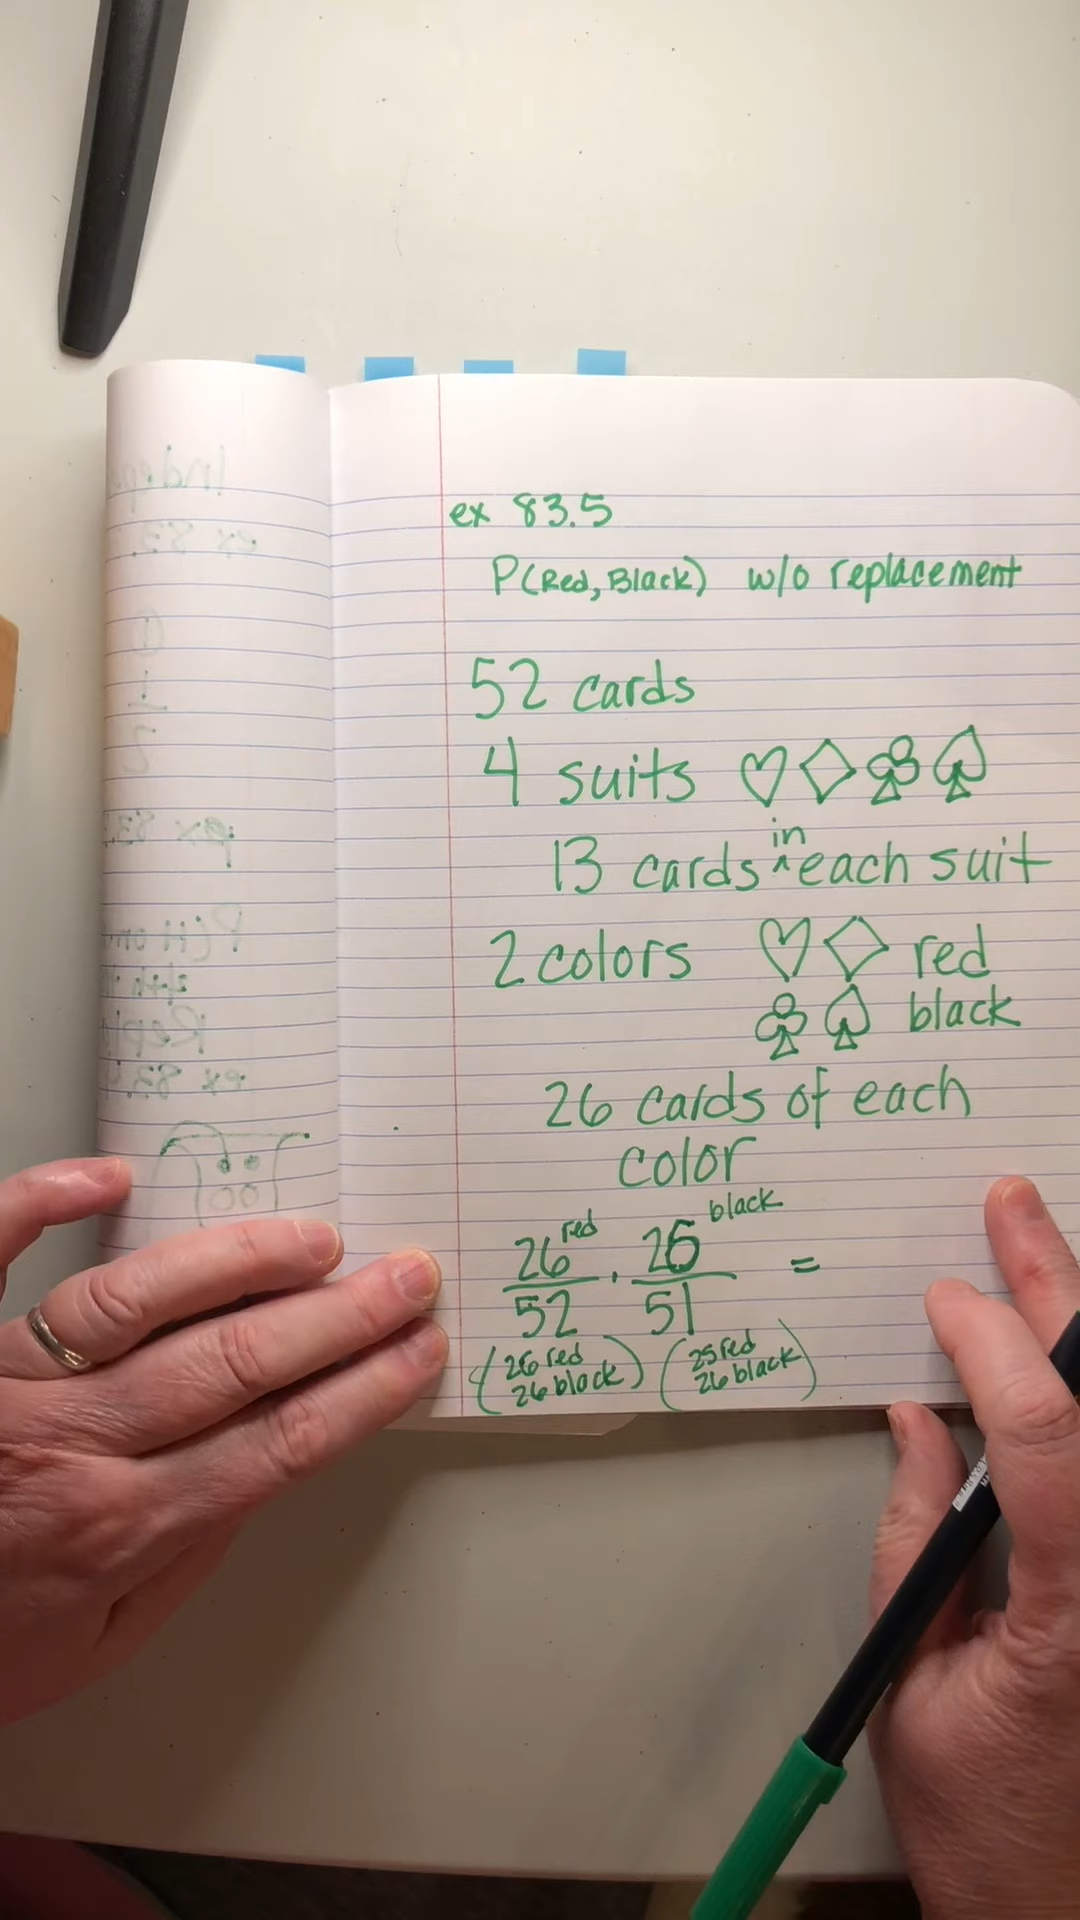 ex 83.5
P(Red, Black) w/o replacement
52 cards
4 suits ♡♢♧♤
13 cards ^in each suit
2 colors ♡♢ red
♧♤ black
26 cards of each
color
26 red / 52 · 26 black / 51 =
(26 red 26 black) (25 red 26 black)